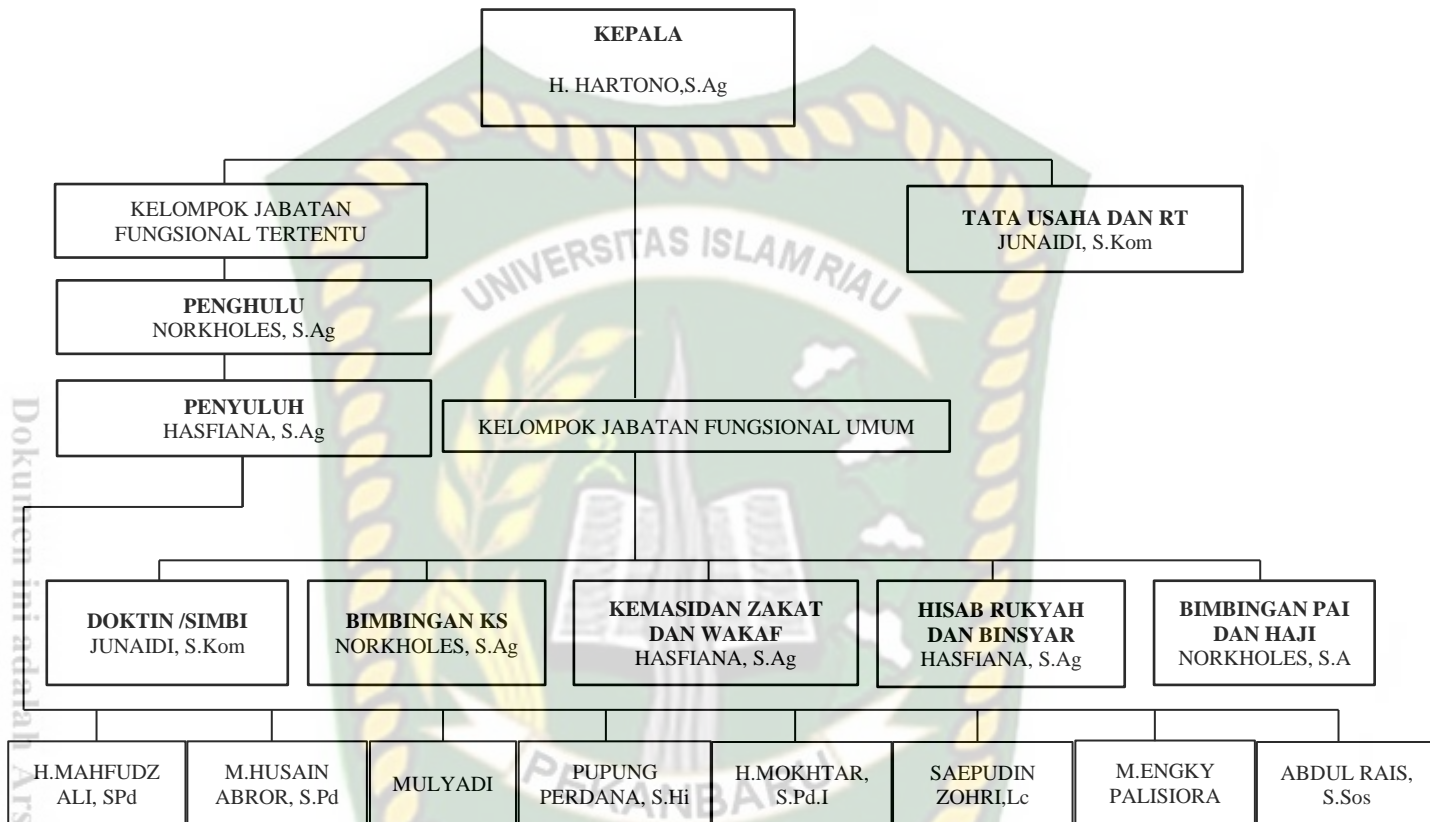 KEPALA
H. HARTONO,S.Ag
KELOMPOK JABATAN
FUNGSIONAL TERTENTU
TATA USAHA DAN RT
JUNAIDI, S.Kom
UNIVERSITAS ISLAM RIAU
PENGHULU
NORKHOLES, S.Ag
PENYULUH
HASFIANA, S.Ag
KELOMPOK JABATAN FUNGSIONAL UMUM
DOKTIN /SIMBI
JUNAIDI, S.Kom
BIMBINGAN KS
NORKHOLES, S.Ag
KEMASIDAN ZAKAT
DAN WAKAF
HASFIANA, S.Ag
HISAB RUKYAH
DAN BINSYAR
HASFIANA, S.Ag
BIMBINGAN PAI
DAN HAJI
NORKHOLES, S.A
H.MAHFUDZ
ALI, SPd
M.HUSAIN
ABROR, S.Pd
MULYADI
PUPUNG
PERDANA, S.Hi
H.MOKHTAR,
S.Pd.I
SAEPUDIN
ZOHRI,Lc
M.ENGKY
PALISIORA
ABDUL RAIS,
S.Sos
PEKANBARU
Dokumen ini adalah Ars